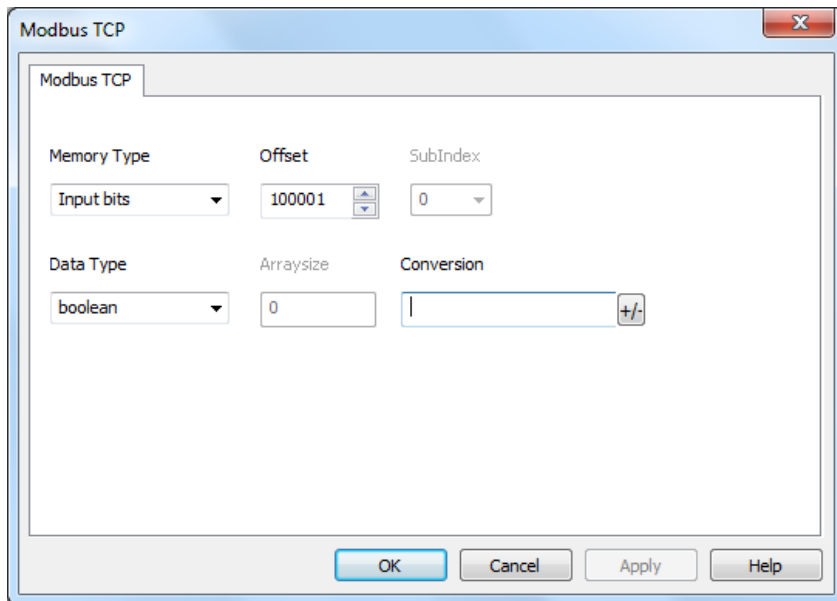 Modbus TCP
X
Modbus TCP
Memory Type Offset SubIndex
Input bits 100001 0
Data Type Arraysize Conversion
boolean 0 +/-
OK Cancel Apply Help